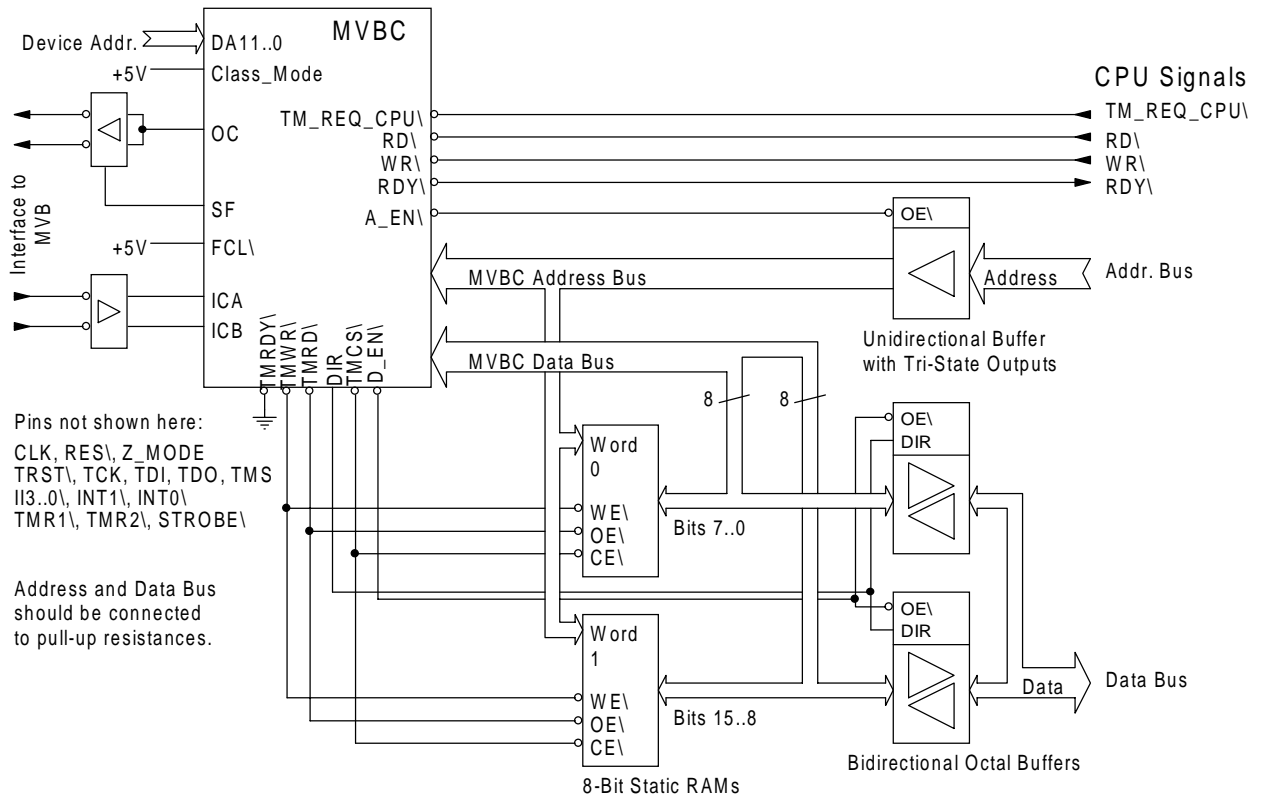 MVBC
Device Addr.
DA11..0
+5V
Class_Mode
OC
SF
+5V
FCL\
ICA
ICB
Interface to
MVB
TM_REQ_CPU\
RD\
WR\
RDY\
A_EN\
TMRDY\
TMWR\
TMRD\
DIR
TMCS\
D_EN\
CPU Signals
TM_REQ_CPU\
RD\
WR\
RDY\
OE\
MVBC Address Bus
Address
Addr. Bus
Unidirectional Buffer
with Tri-State Outputs
MVBC Data Bus
8
8
Pins not shown here:
CLK, RES\, Z_MODE
TRST\, TCK, TDI, TDO, TMS
II3..0\, INT1\, INT0\
TMR1\, TMR2\, STROBE\
Address and Data Bus
should be connected
to pull-up resistances.
Word
0
WE\
OE\
CE\
Bits 7..0
OE\
DIR
Word
1
WE\
OE\
CE\
Bits 15..8
OE\
DIR
Data
Data Bus
Bidirectional Octal Buffers
8-Bit Static RAMs